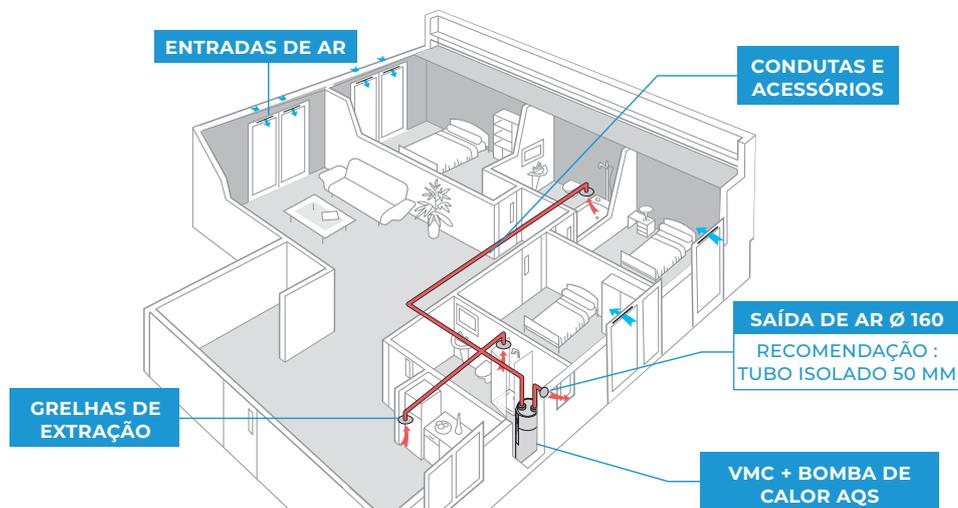 ENTRADAS DE AR
CONDUTAS E
ACESSÓRIOS
SAÍDA DE AR Ø 160
RECOMENDAÇÃO :
TUBO ISOLADO 50 MM
GRELHAS DE
EXTRAÇÃO
VMC + BOMBA DE
CALOR AQS